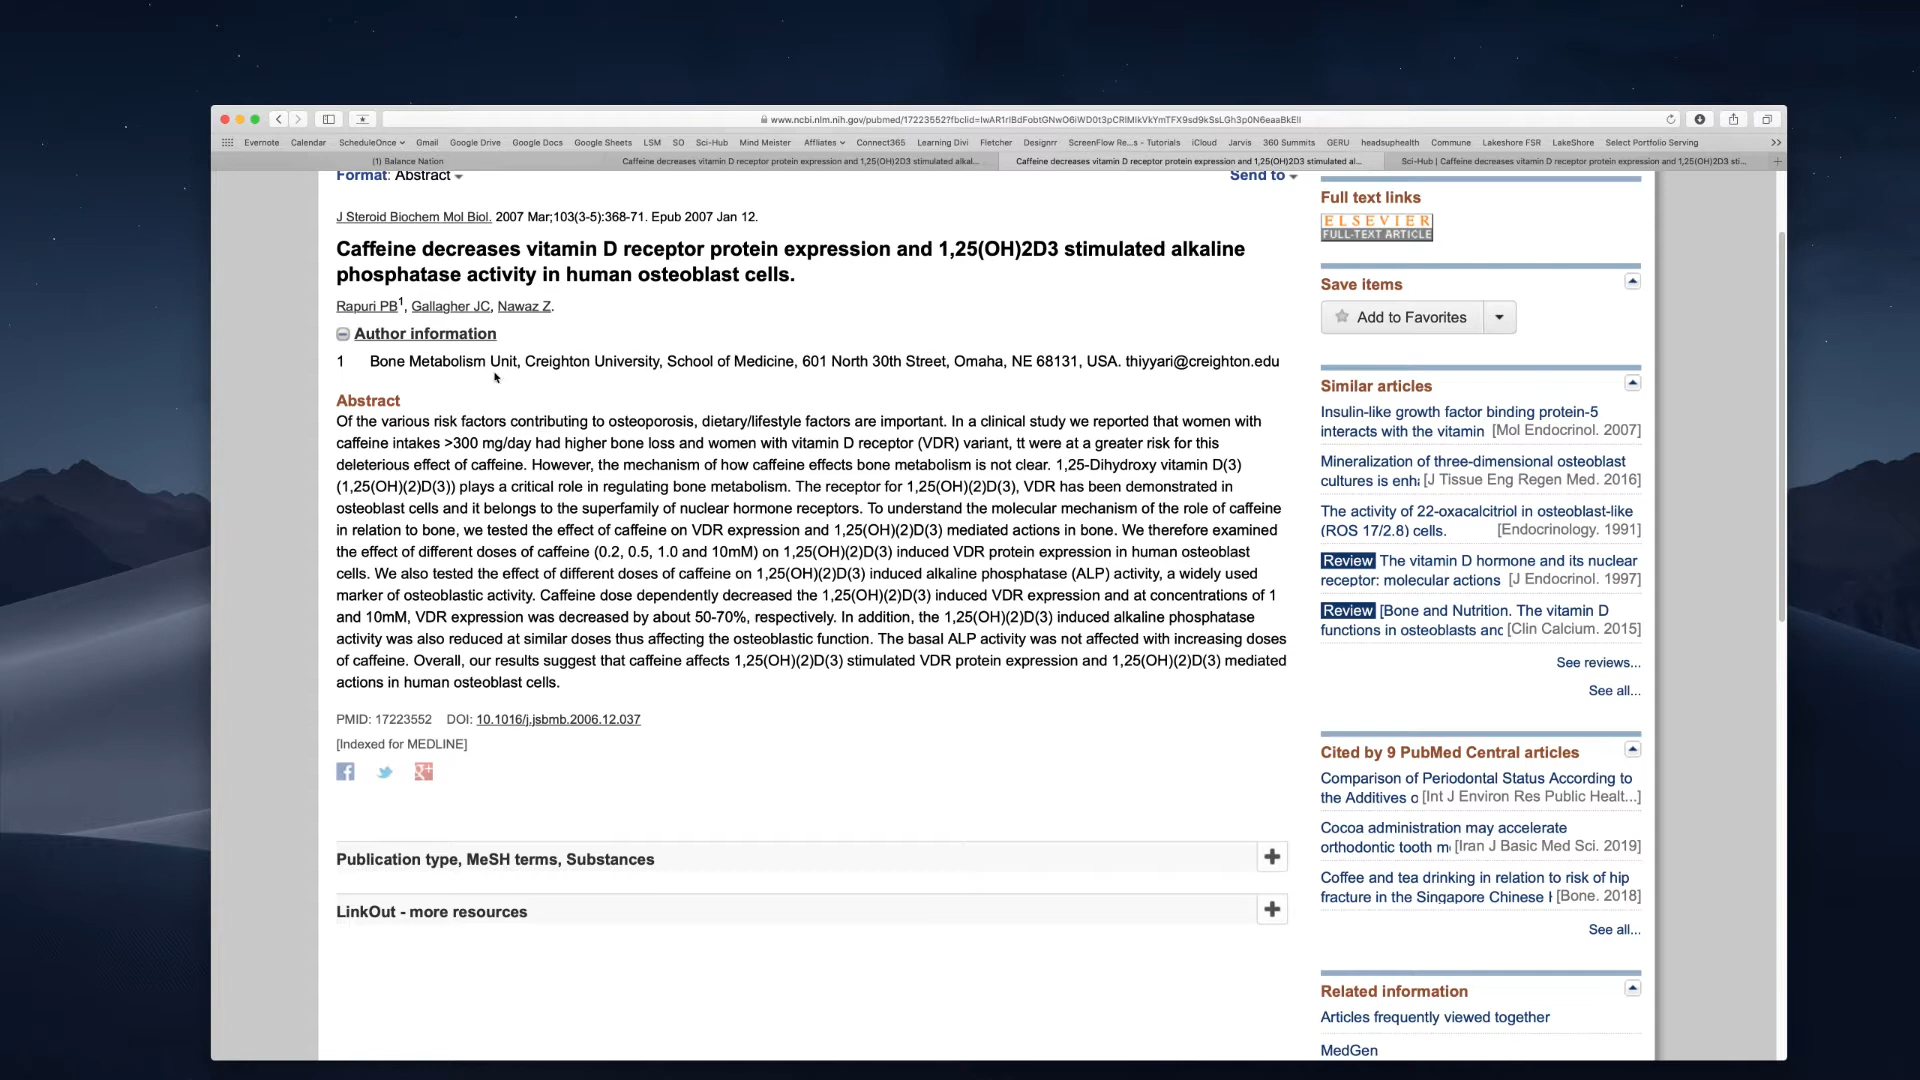 www.ncbi.nlm.nih.gov/pubmed/17223552?fbclid=IwAR1rIBdFobtGNwO6iWD0t3pCRIMlkVkYmTFX9sd9kSsLGh3p0N6eaaBkEII
Evernote Calendar ScheduleOnce Gmail Google Drive Google Docs Google Sheets LSM SO Sci-Hub Mind Meister Affliates Connect365 Learning Divi Fletcher Designrr ScreenFlow Re...s - Tutorials iCloud Jarvis 360 Summits GERU headsuphealth Commune Lakeshore FSR LakeShore Select Portfolio Serving
(1) Balance Nation Caffeine decreases vitamin D receptor protein expression and 1,25(OH)2D3 stimulated alkal... Caffeine decreases vitamin D receptor protein expression and 1,25(OH)2D3 stimulated al... Sci-Hub | Caffeine decreases vitamin D receptor protein expression and 1,25(OH)2D3 sti...
Format: Abstract Send to
J Steroid Biochem Mol Biol. 2007 Mar;103(3-5):368-71. Epub 2007 Jan 12.
Caffeine decreases vitamin D receptor protein expression and 1,25(OH)2D3 stimulated alkaline
phosphatase activity in human osteoblast cells.
Rapuri PB1, Gallagher JC, Nawaz Z.
Author information
1 Bone Metabolism Unit, Creighton University, School of Medicine, 601 North 30th Street, Omaha, NE 68131, USA. thiyyari@creighton.edu
Abstract
Of the various risk factors contributing to osteoporosis, dietary/lifestyle factors are important. In a clinical study we reported that women with
caffeine intakes >300 mg/day had higher bone loss and women with vitamin D receptor (VDR) variant, tt were at a greater risk for this
deleterious effect of caffeine. However, the mechanism of how caffeine effects bone metabolism is not clear. 1,25-Dihydroxy vitamin D(3)
(1,25(OH)(2)D(3)) plays a critical role in regulating bone metabolism. The receptor for 1,25(OH)(2)D(3), VDR has been demonstrated in
osteoblast cells and it belongs to the superfamily of nuclear hormone receptors. To understand the molecular mechanism of the role of caffeine
in relation to bone, we tested the effect of caffeine on VDR expression and 1,25(OH)(2)D(3) mediated actions in bone. We therefore examined
the effect of different doses of caffeine (0.2, 0.5, 1.0 and 10mM) on 1,25(OH)(2)D(3) induced VDR protein expression in human osteoblast
cells. We also tested the effect of different doses of caffeine on 1,25(OH)(2)D(3) induced alkaline phosphatase (ALP) activity, a widely used
marker of osteoblastic activity. Caffeine dose dependently decreased the 1,25(OH)(2)D(3) induced VDR expression and at concentrations of 1
and 10mM, VDR expression was decreased by about 50-70%, respectively. In addition, the 1,25(OH)(2)D(3) induced alkaline phosphatase
activity was also reduced at similar doses thus affecting the osteoblastic function. The basal ALP activity was not affected with increasing doses
of caffeine. Overall, our results suggest that caffeine affects 1,25(OH)(2)D(3) stimulated VDR protein expression and 1,25(OH)(2)D(3) mediated
actions in human osteoblast cells.
PMID: 17223552 DOI: 10.1016/j.jsbmb.2006.12.037
[Indexed for MEDLINE]
Publication type, MeSH terms, Substances
LinkOut - more resources
Full text links
ELSEVIER
FULL-TEXT ARTICLE
Save items
Add to Favorites
Similar articles
Insulin-like growth factor binding protein-5
interacts with the vitamin [Mol Endocrinol. 2007]
Mineralization of three-dimensional osteoblast
cultures is enh [J Tissue Eng Regen Med. 2016]
The activity of 22-oxacalcitriol in osteoblast-like
(ROS 17/2.8) cells. [Endocrinology. 1991]
Review The vitamin D hormone and its nuclear
receptor: molecular actions [J Endocrinol. 1997]
Review [Bone and Nutrition. The vitamin D
functions in osteoblasts and [Clin Calcium. 2015]
See reviews...
See all...
Cited by 9 PubMed Central articles
Comparison of Periodontal Status According to
the Additives o [Int J Environ Res Public Healt...]
Cocoa administration may accelerate
orthodontic tooth m [Iran J Basic Med Sci. 2019]
Coffee and tea drinking in relation to risk of hip
fracture in the Singapore Chinese [Bone. 2018]
See all...
Related information
Articles frequently viewed together
MedGen